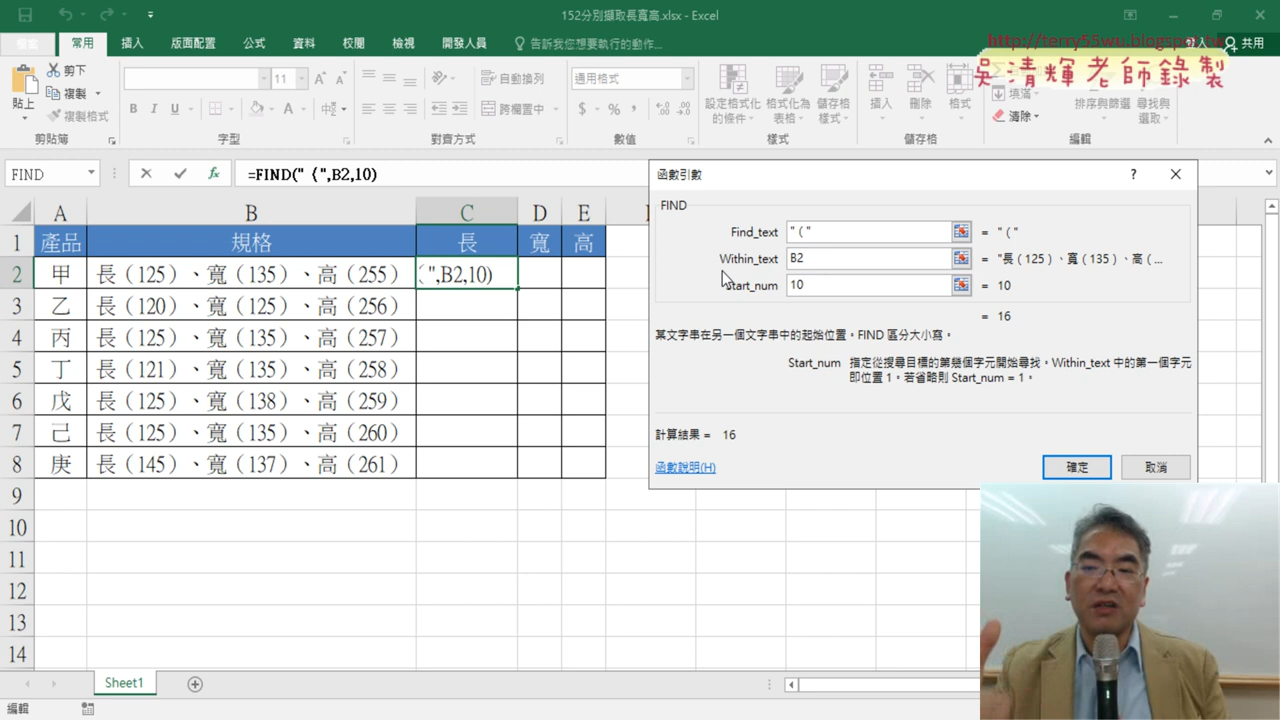 152分別擷取長寬高.xlsx - Excel
http://terry55wu.blogspot.tw
吳清輝老師錄製
檔案 常用 插入 版面配置 公式 資料 校閱 檢視 開發人員 告訴我您想要執行的動作... 登入 共用
貼上 剪下 複製 複製格式 剪貼簿
11 A A B I U A 中 字型
自動換列 跨欄置中 對齊方式
通用格式 $ % , 數值
設定格式化的條件 格式化為表格 儲存格樣式 樣式
插入 刪除 格式 儲存格
填滿 清除 排序與篩選 尋找與選取 編輯
FIND fx =FIND("（",B2,10)
A B C D E
1 產品 規格 長 寬 高
2 甲 長（125）、寬（135）、高（255） （",B2,10)
3 乙 長（120）、寬（125）、高（256）
4 丙 長（125）、寬（135）、高（257）
5 丁 長（121）、寬（135）、高（258）
6 戊 長（125）、寬（138）、高（259）
7 己 長（125）、寬（135）、高（260）
8 庚 長（145）、寬（137）、高（261）
9
10
11
12
13
14
函數引數 ?
FIND
Find_text "（" = "（"
Within_text B2 = "長（125）、寬（135）、高（...
Start_num 10 = 10
= 16
某文字串在另一個文字串中的起始位置。FIND 區分大小寫。
Start_num 指定從搜尋目標的第幾個字元開始尋找。Within_text 中的第一個字元
即位置 1。若省略則 Start_num = 1。
計算結果 = 16
函數說明(H) 確定 取消
Sheet1
編輯